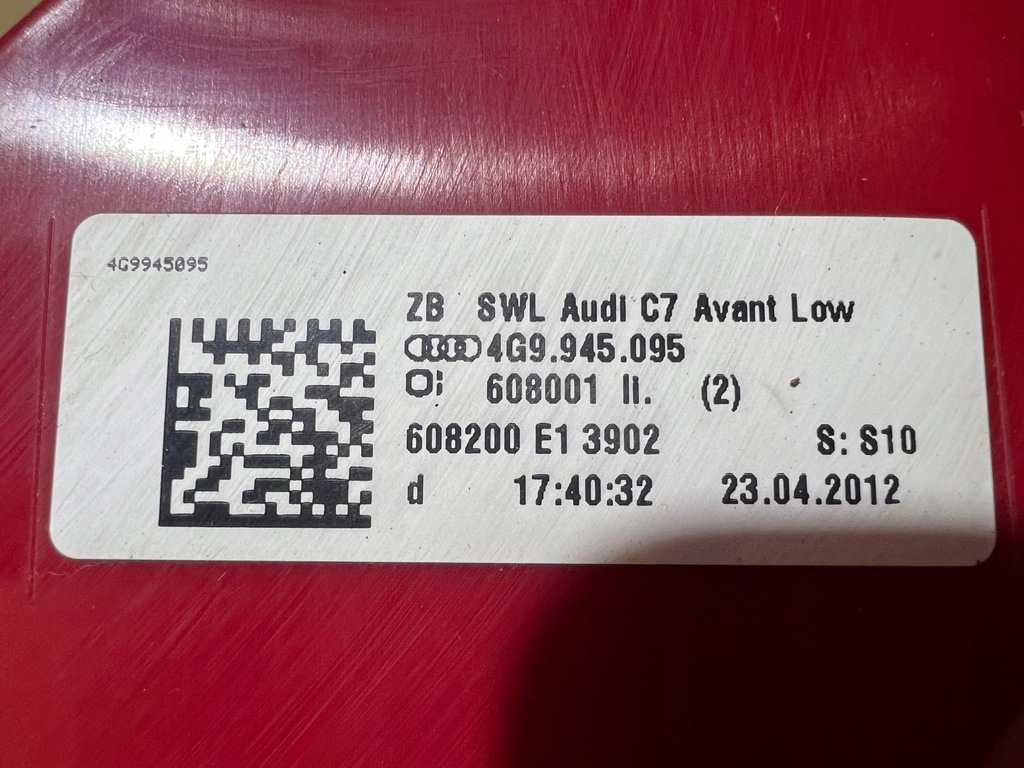 4G9945095
ZB SWL Audi C7 Avant Low
4G9.945.095
608001 li. (2)
608200 E1 3902 S: S10
d 17:40:32 23.04.2012